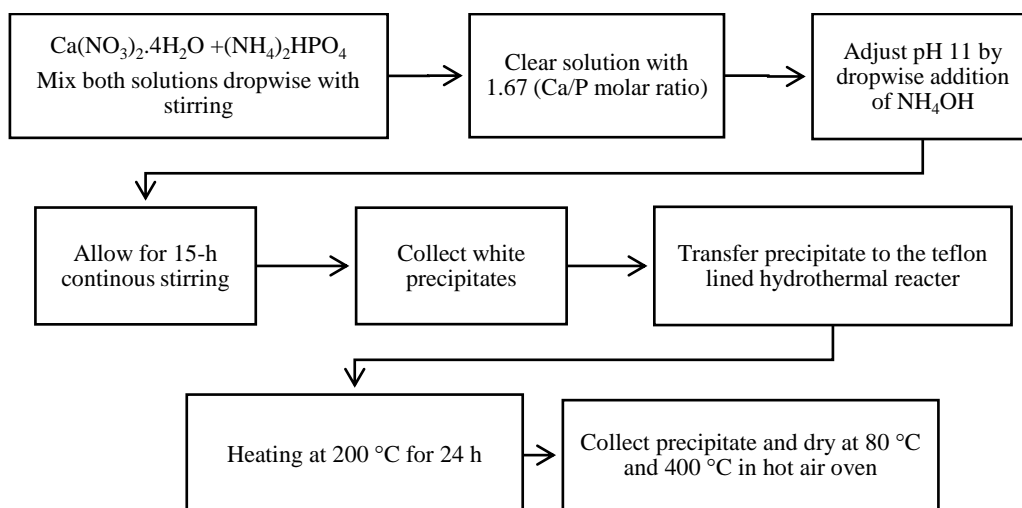 Ca(NO₃)₂.4H₂O +(NH₄)₂HPO₄
Mix both solutions dropwise with
stirring
Clear solution with
1.67 (Ca/P molar ratio)
Adjust pH 11 by
dropwise addition
of NH₄OH
Allow for 15-h
continous stirring
Collect white
precipitates
Transfer precipitate to the teflon
lined hydrothermal reacter
Heating at 200 °C for 24 h
Collect precipitate and dry at 80 °C
and 400 °C in hot air oven